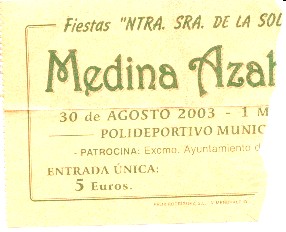 Fiestas "NTRA. SRA. DE LA SOL
Medina Azah
30 de AGOSTO 2003 - 1 M
POLIDEPORTIVO MUNIC
- PATROCINA: Excmo. Ayuntamiento d
ENTRADA ÚNICA:
5 Euros.